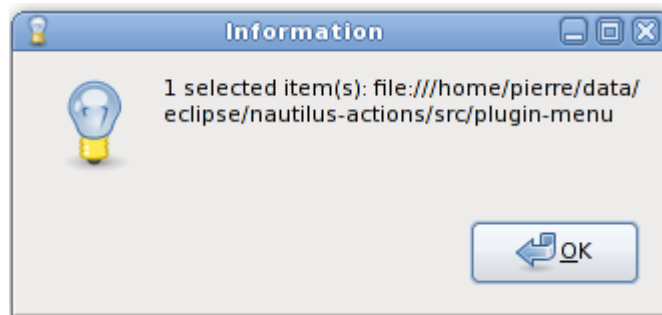 Information
1 selected item(s): file:///home/pierre/data/
eclipse/nautilus-actions/src/plugin-menu
OK